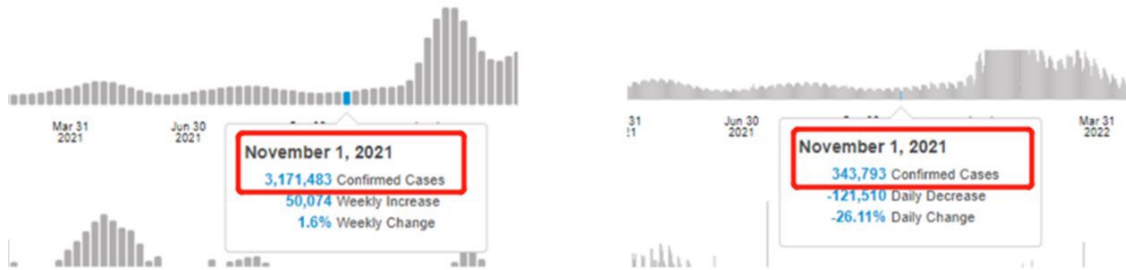 Mar 31
2021
Jun 30
2021
November 1, 2021
3,171,483 Confirmed Cases
50,074 Weekly Increase
1.6% Weekly Change
31
Jun 30
2021
Mar 31
2022
November 1, 2021
343,793 Confirmed Cases
-121,510 Daily Decrease
-26.11% Daily Change